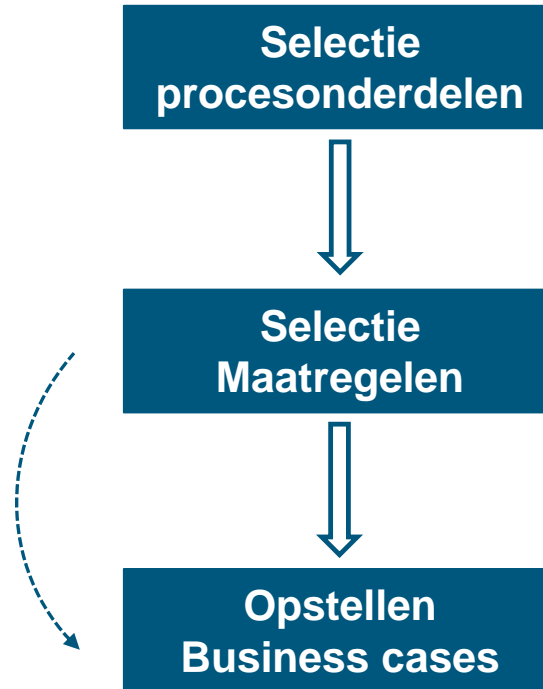 Selectie
procesonderdelen
Selectie
Maatregelen
Opstellen
Business cases